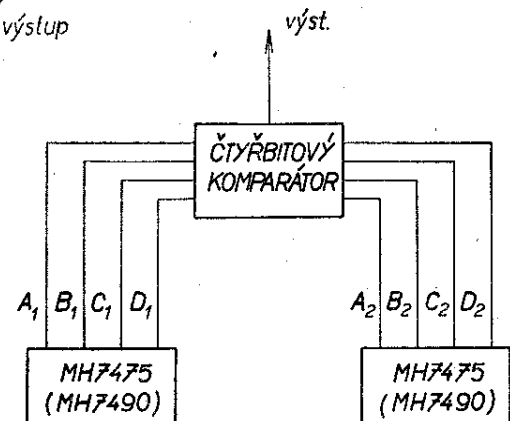 výstup
výst.
ČTYŘBITOVÝ
KOMPARÁTOR
A₁ B₁ C₁ D₁
A₂ B₂ C₂ D₂
MH7475
(MH7490)
MH7475
(MH7490)